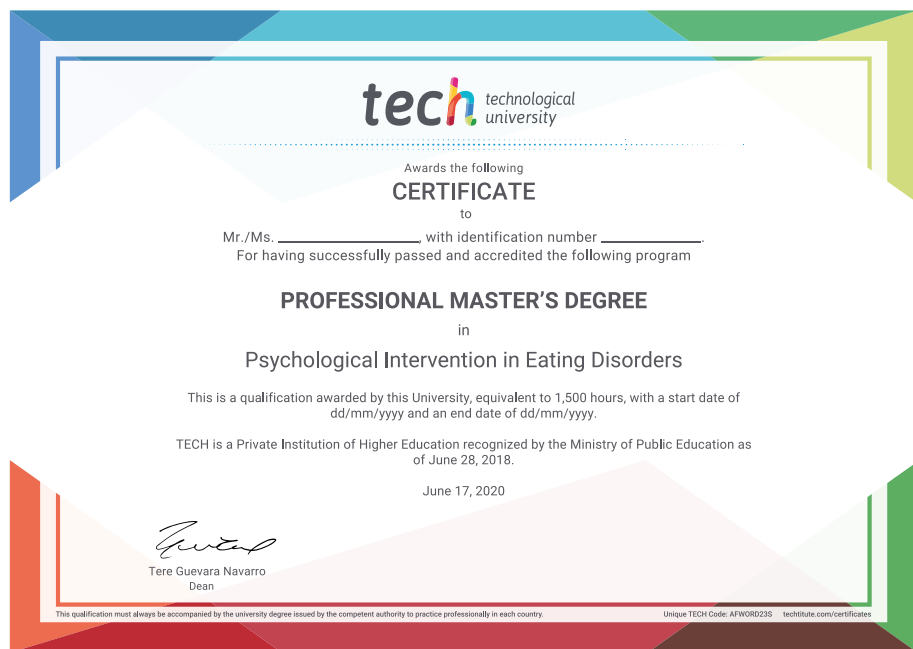 tech technological
university
Awards the following
CERTIFICATE
to
Mr./Ms. ____________________, with identification number ______________.
For having successfully passed and accredited the following program
PROFESSIONAL MASTER'S DEGREE
in
Psychological Intervention in Eating Disorders
This is a qualification awarded by this University, equivalent to 1,500 hours, with a start date of
dd/mm/yyyy and an end date of dd/mm/yyyy.
TECH is a Private Institution of Higher Education recognized by the Ministry of Public Education as
of June 28, 2018.
June 17, 2020
Tere Guevara Navarro
Dean
This qualification must always be accompanied by the university degree issued by the competent authority to practice professionally in each country. Unique TECH Code: AFWORD23S techtitute.com/certificates